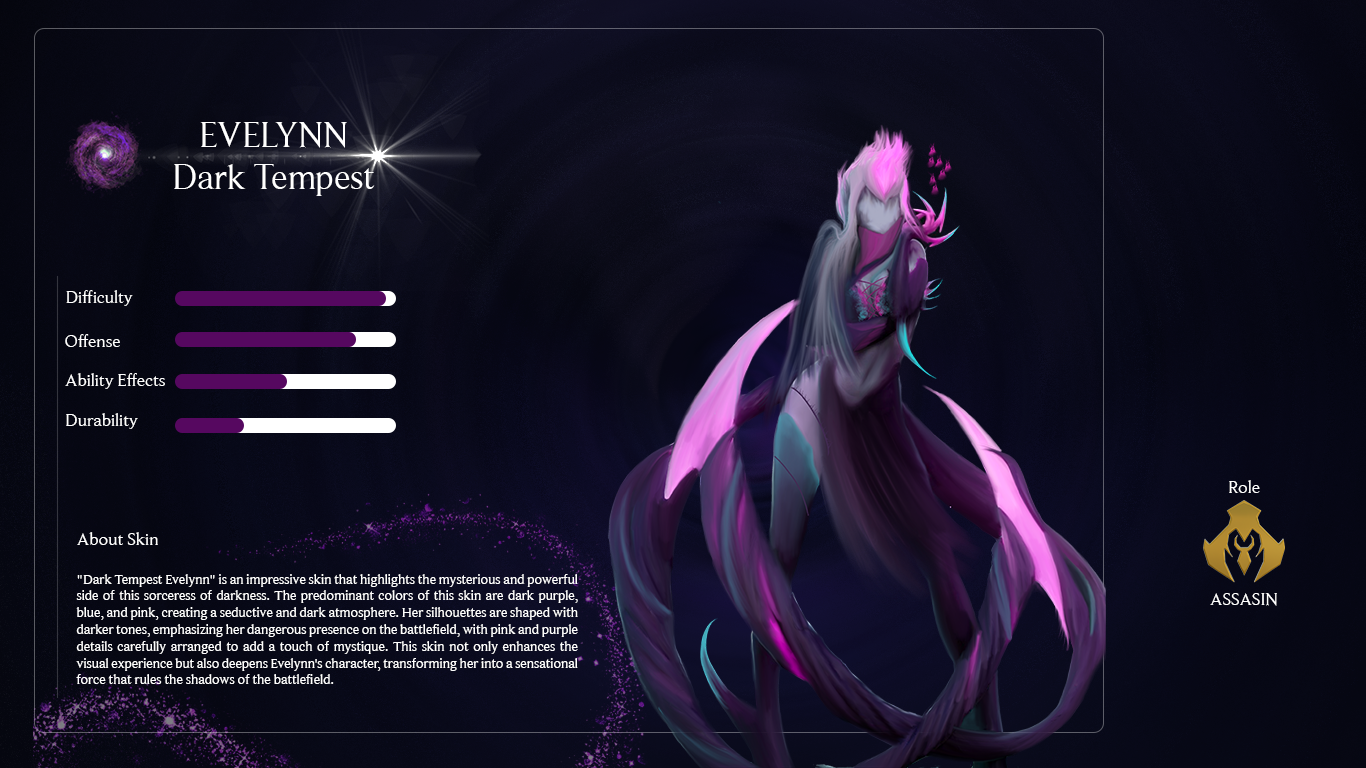 EVELYNN
Dark Tempest
Difficulty
Offense
Ability Effects
Durability
About Skin
"Dark Tempest Evelynn" is an impressive skin that highlights the mysterious and powerful
side of this sorceress of darkness. The predominant colors of this skin are dark purple,
blue, and pink, creating a seductive and dark atmosphere. Her silhouettes are shaped with
darker tones, emphasizing her dangerous presence on the battlefield, with pink and purple
details carefully arranged to add a touch of mystique. This skin not only enhances the
visual experience but also deepens Evelynn's character, transforming her into a sensational
force that rules the shadows of the battlefield.
Role
ASSASIN